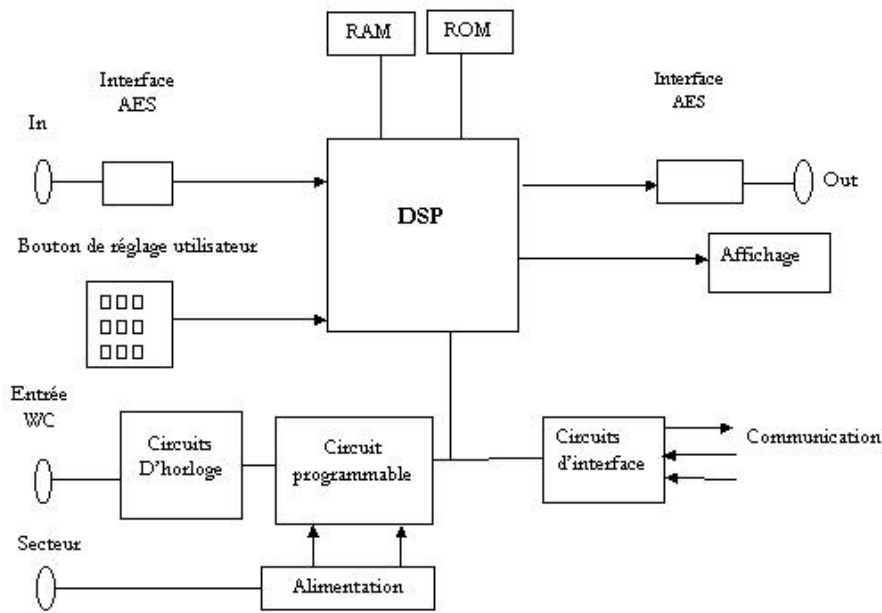 RAM
ROM
Interface
AES
Interface
AES
In
DSP
Out
Bouton de réglage utilisateur
Affichage
Entrée
WC
Circuits
D'horloge
Circuit
programmable
Circuits
d'interface
Communication
Secteur
Alimentation